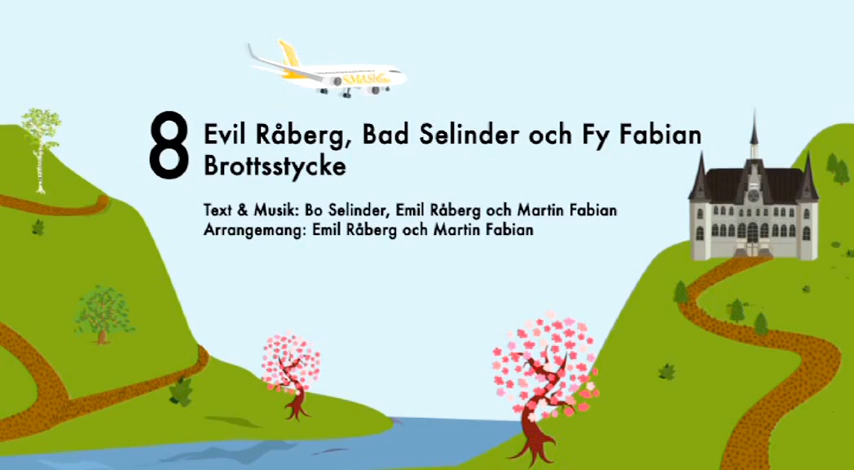 SMASK
8
Evil Råberg, Bad Selinder och Fy Fabian
Brottsstycke
Text & Musik: Bo Selinder, Emil Råberg och Martin Fabian
Arrangemang: Emil Råberg och Martin Fabian